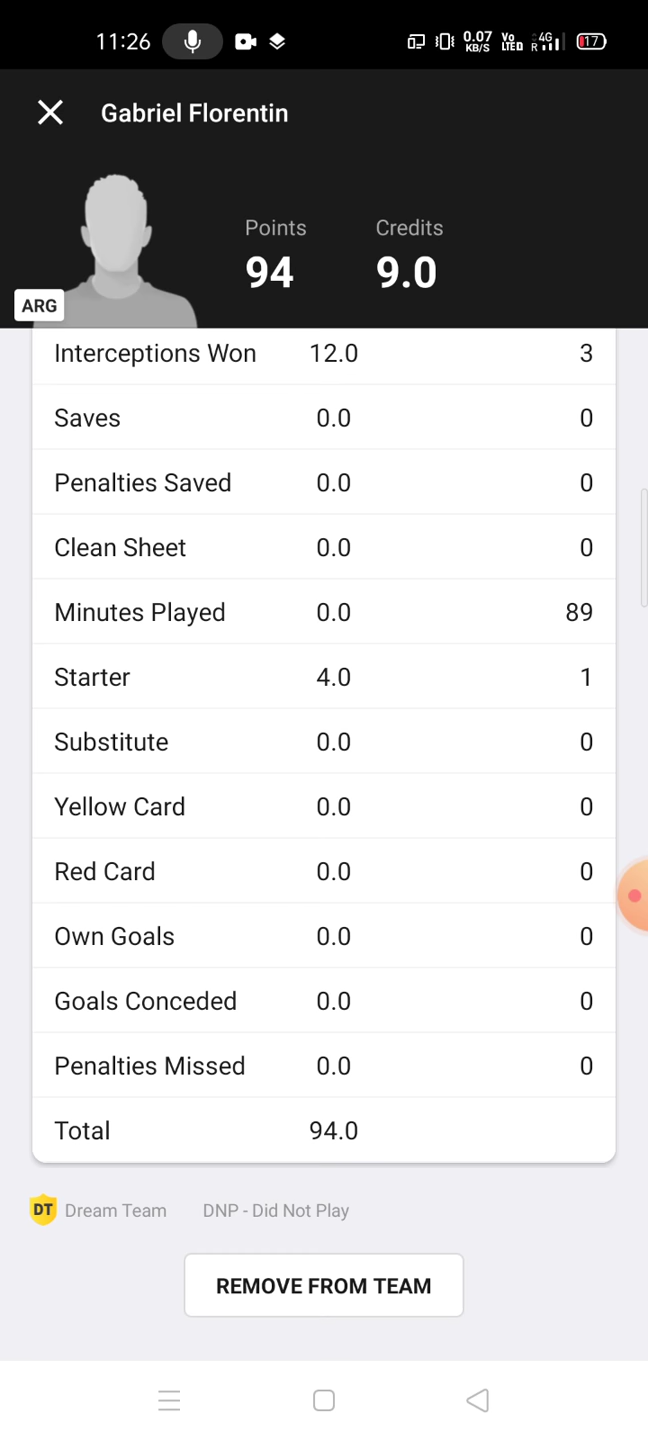 11:26 0.07 KB/S Vo LTED 4G R 17
Gabriel Florentin
Points Credits
94 9.0
ARG
Interceptions Won 12.0 3
Saves 0.0 0
Penalties Saved 0.0 0
Clean Sheet 0.0 0
Minutes Played 0.0 89
Starter 4.0 1
Substitute 0.0 0
Yellow Card 0.0 0
Red Card 0.0 0
Own Goals 0.0 0
Goals Conceded 0.0 0
Penalties Missed 0.0 0
Total 94.0
DT Dream Team DNP - Did Not Play
REMOVE FROM TEAM